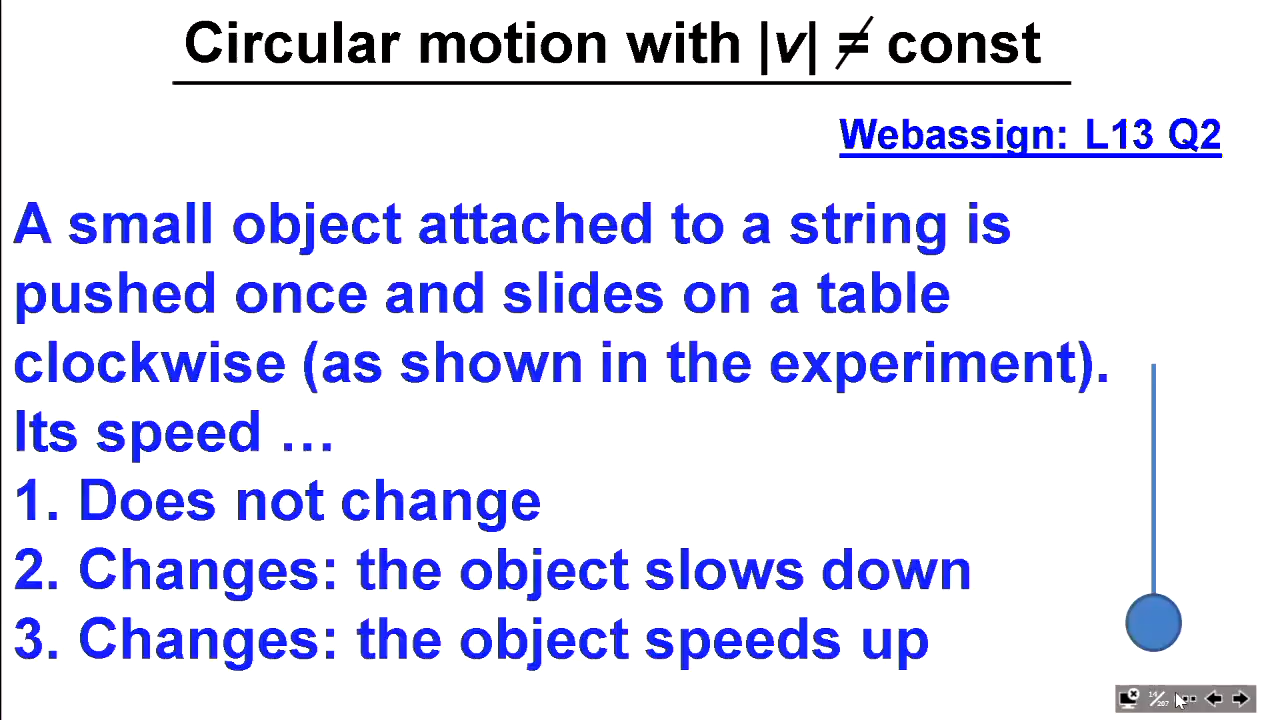 Circular motion with |v| ≠ const
Webassign: L13 Q2
A small object attached to a string is
pushed once and slides on a table
clockwise (as shown in the experiment).
Its speed …
1. Does not change
2. Changes: the object slows down
3. Changes: the object speeds up
14/207